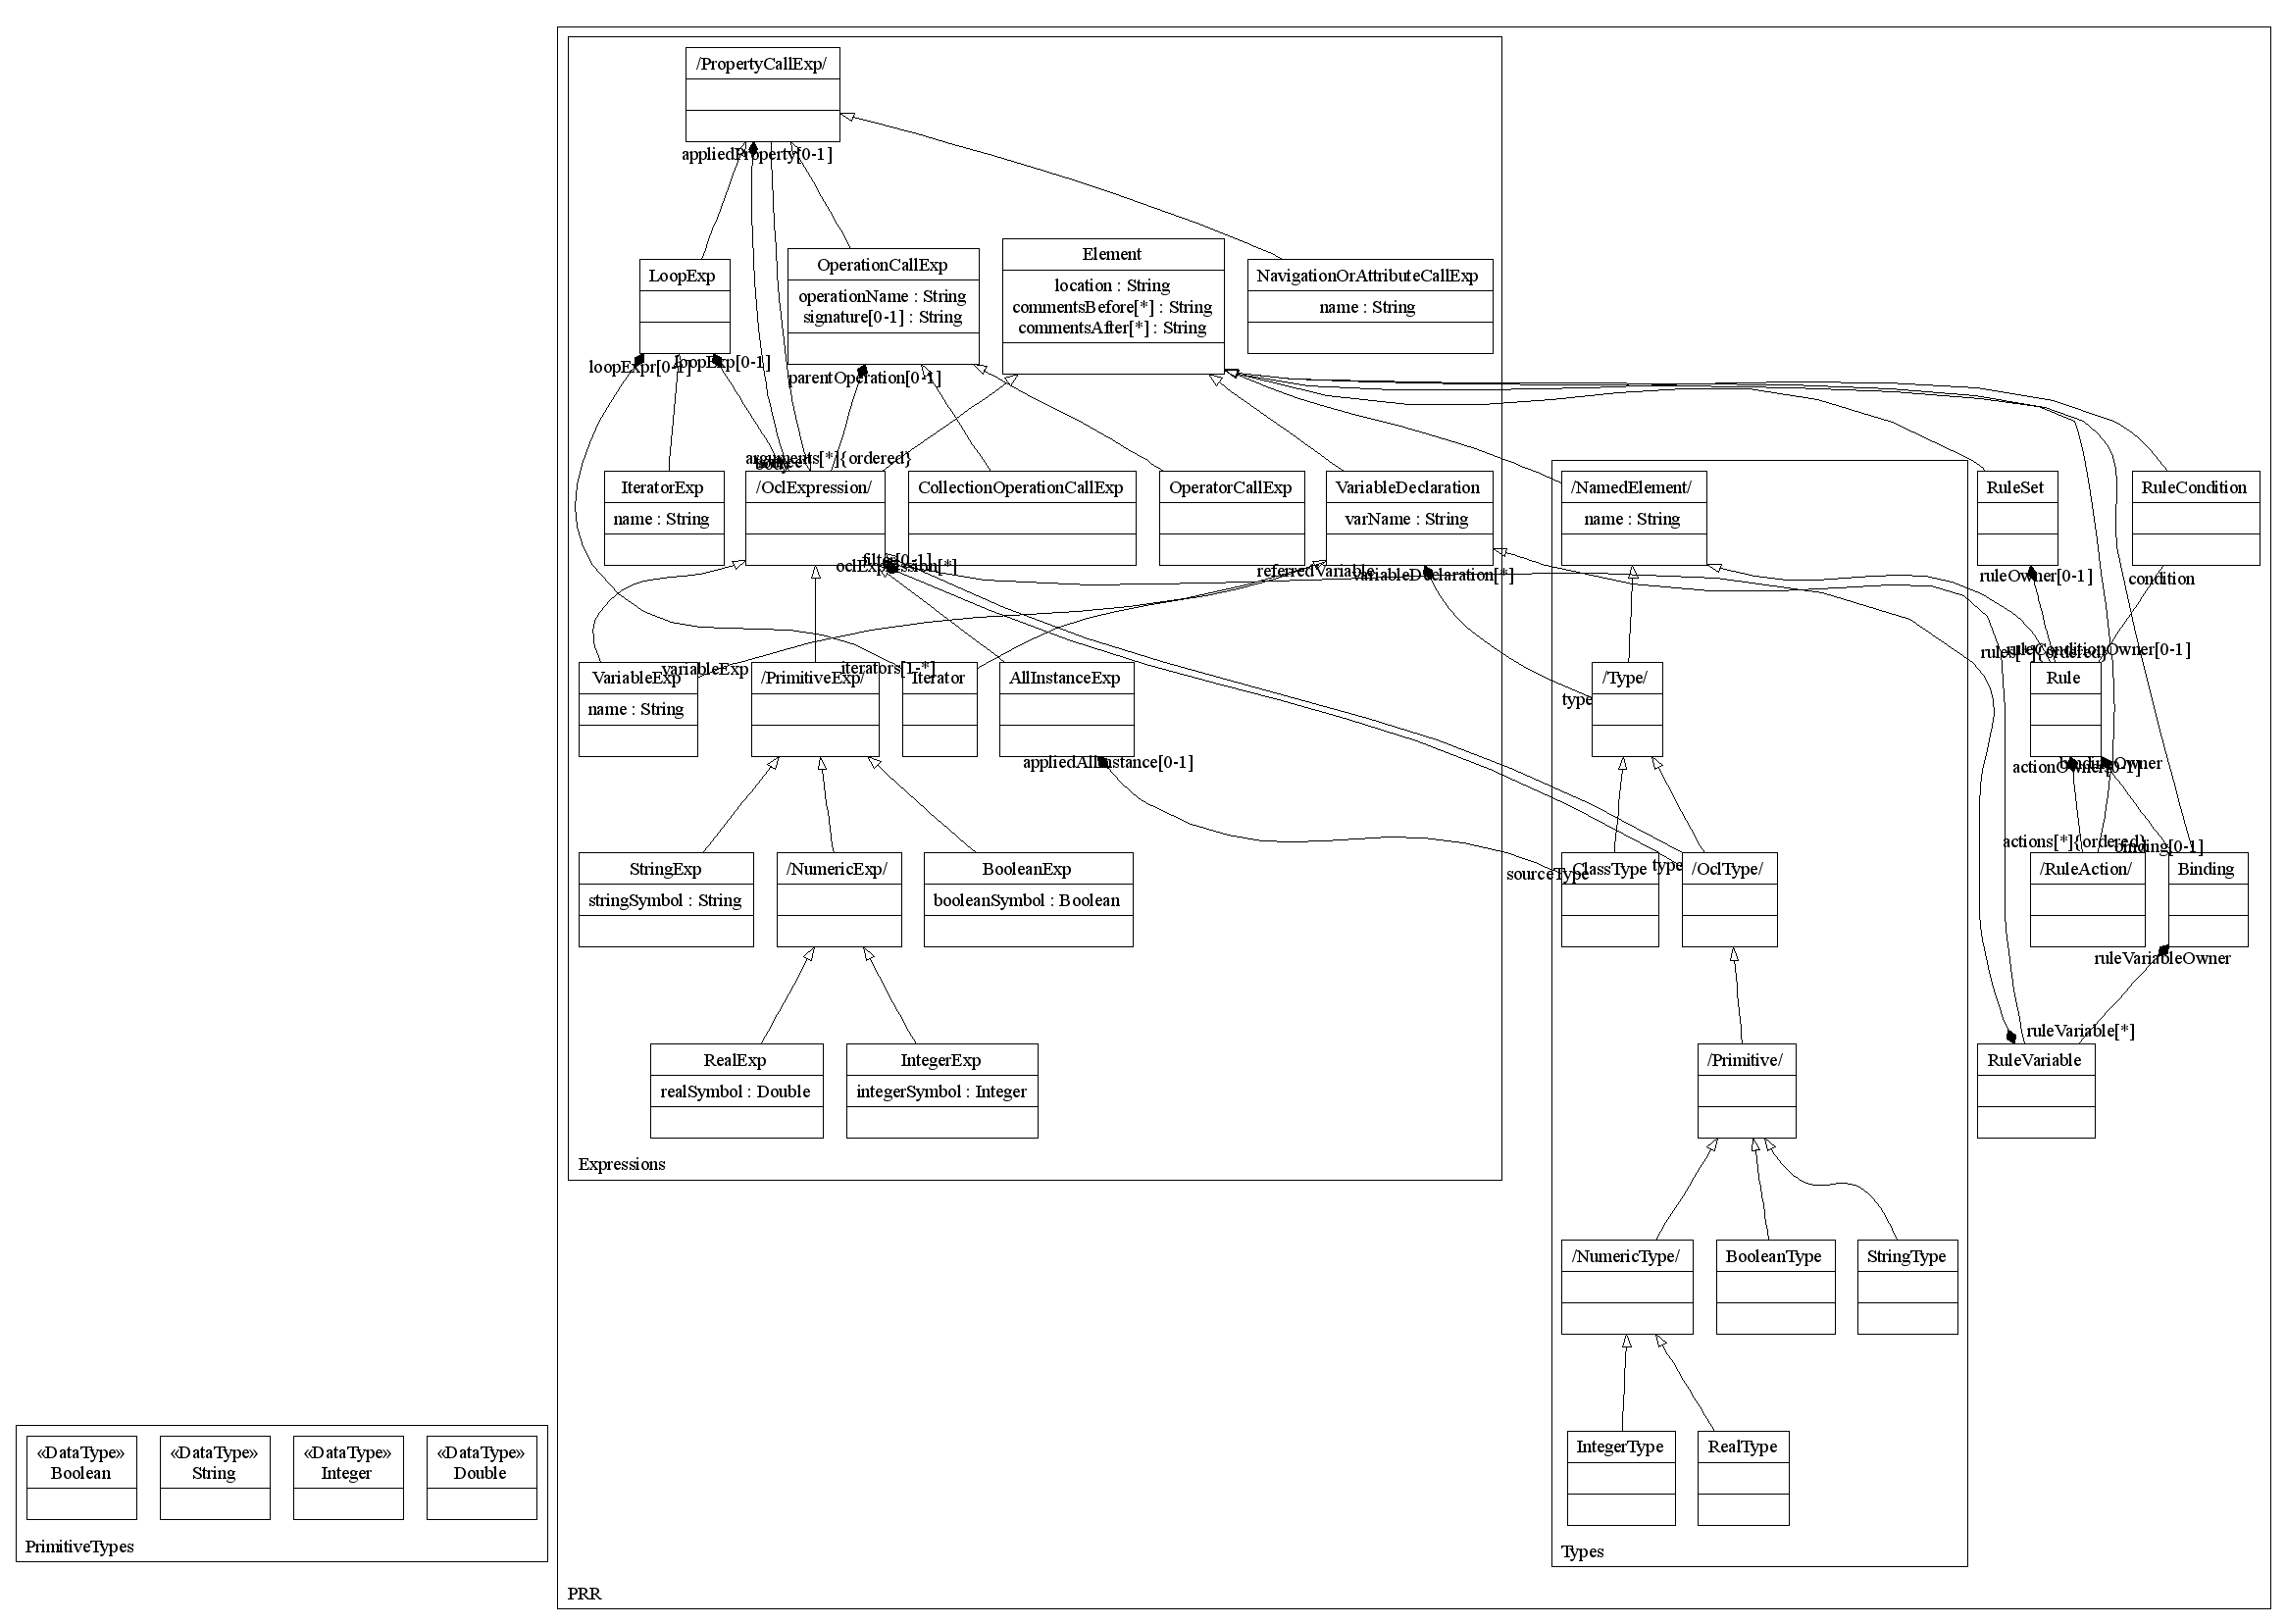 /PropertyCallExp/
appliedProperty[0-1]
LoopExp
OperationCallExp
operationName : String
signature[0-1] : String
Element
location : String
commentsBefore[*] : String
commentsAfter[*] : String
NavigationOrAttributeCallExp
name : String
loopExpr[0-1]
loopExp[0-1]
parentOperation[0-1]
arguments[*]{ordered}
body
IteratorExp
name : String
/OclExpression/
CollectionOperationCallExp
OperatorCallExp
VariableDeclaration
varName : String
/NamedElement/
name : String
RuleSet
RuleCondition
filter[0-1]
oclExpression[*]
referredVariable
variableDeclaration[*]
ruleOwner[0-1]
condition
rules[*]{ordered}
ruleConditionOwner[0-1]
variableExp
iterators[1-*]
VariableExp
name : String
/PrimitiveExp/
Iterator
AllInstanceExp
type
/Type/
Rule
appliedAllInstance[0-1]
actionOwner[0-1]
bindingOwner
actions[*]{ordered}
binding[0-1]
StringExp
stringSymbol : String
/NumericExp/
BooleanExp
booleanSymbol : Boolean
sourceType
ClassType
type
/OclType/
/RuleAction/
Binding
ruleVariableOwner
ruleVariable[*]
RealExp
realSymbol : Double
IntegerExp
integerSymbol : Integer
/Primitive/
RuleVariable
Expressions
/NumericType/
BooleanType
StringType
IntegerType
RealType
«DataType»
Boolean
«DataType»
String
«DataType»
Integer
«DataType»
Double
PrimitiveTypes
Types
PRR